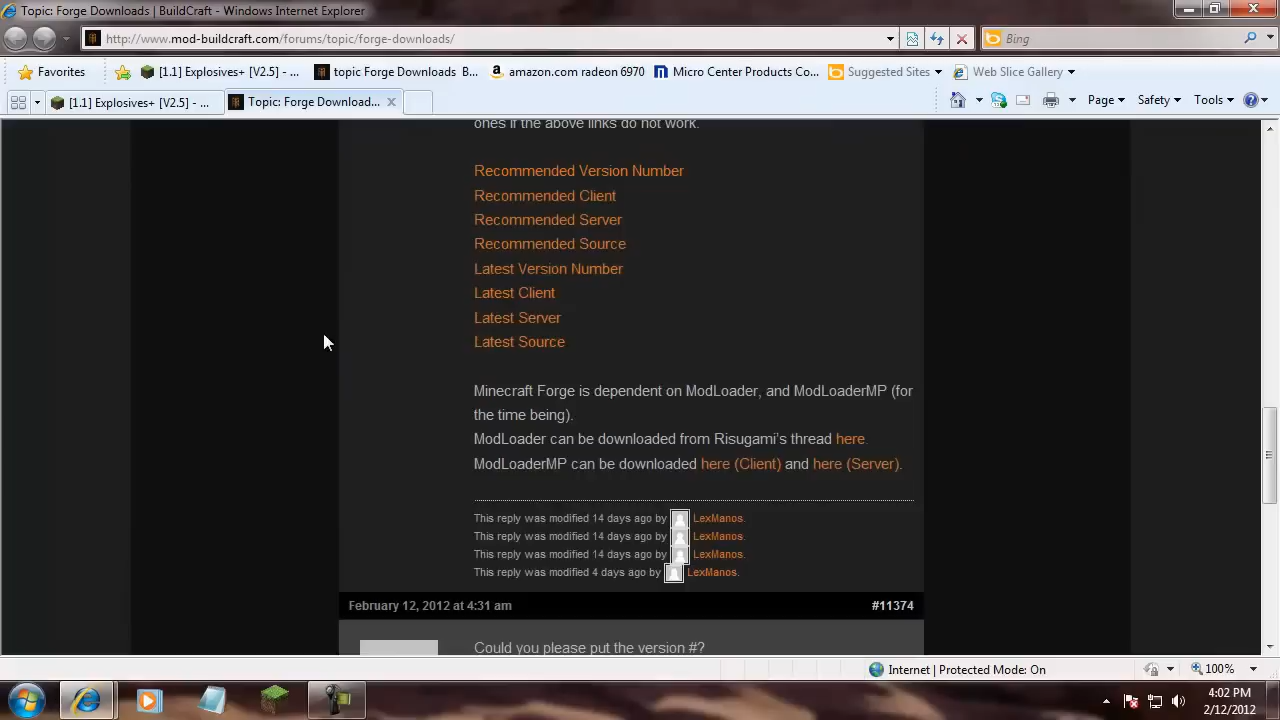 Topic: Forge Downloads | BuildCraft - Windows Internet Explorer
http://www.mod-buildcraft.com/forums/topic/forge-downloads/
Bing
Favorites
[1.1] Explosives+ [V2.5] - ...
topic Forge Downloads B...
amazon.com radeon 6970
Micro Center Products Co...
Suggested Sites
Web Slice Gallery
[1.1] Explosives+ [V2.5] - ...
Topic: Forge Download...
Page
Safety
Tools
ones if the above links do not work.
Recommended Version Number
Recommended Client
Recommended Server
Recommended Source
Latest Version Number
Latest Client
Latest Server
Latest Source
Minecraft Forge is dependent on ModLoader, and ModLoaderMP (for
the time being).
ModLoader can be downloaded from Risugami's thread here.
ModLoaderMP can be downloaded here (Client) and here (Server).
This reply was modified 14 days ago by LexManos.
This reply was modified 14 days ago by LexManos.
This reply was modified 14 days ago by LexManos.
This reply was modified 4 days ago by LexManos.
February 12, 2012 at 4:31 am #11374
Could you please put the version #?
Internet | Protected Mode: On
100%
4:02 PM
2/12/2012